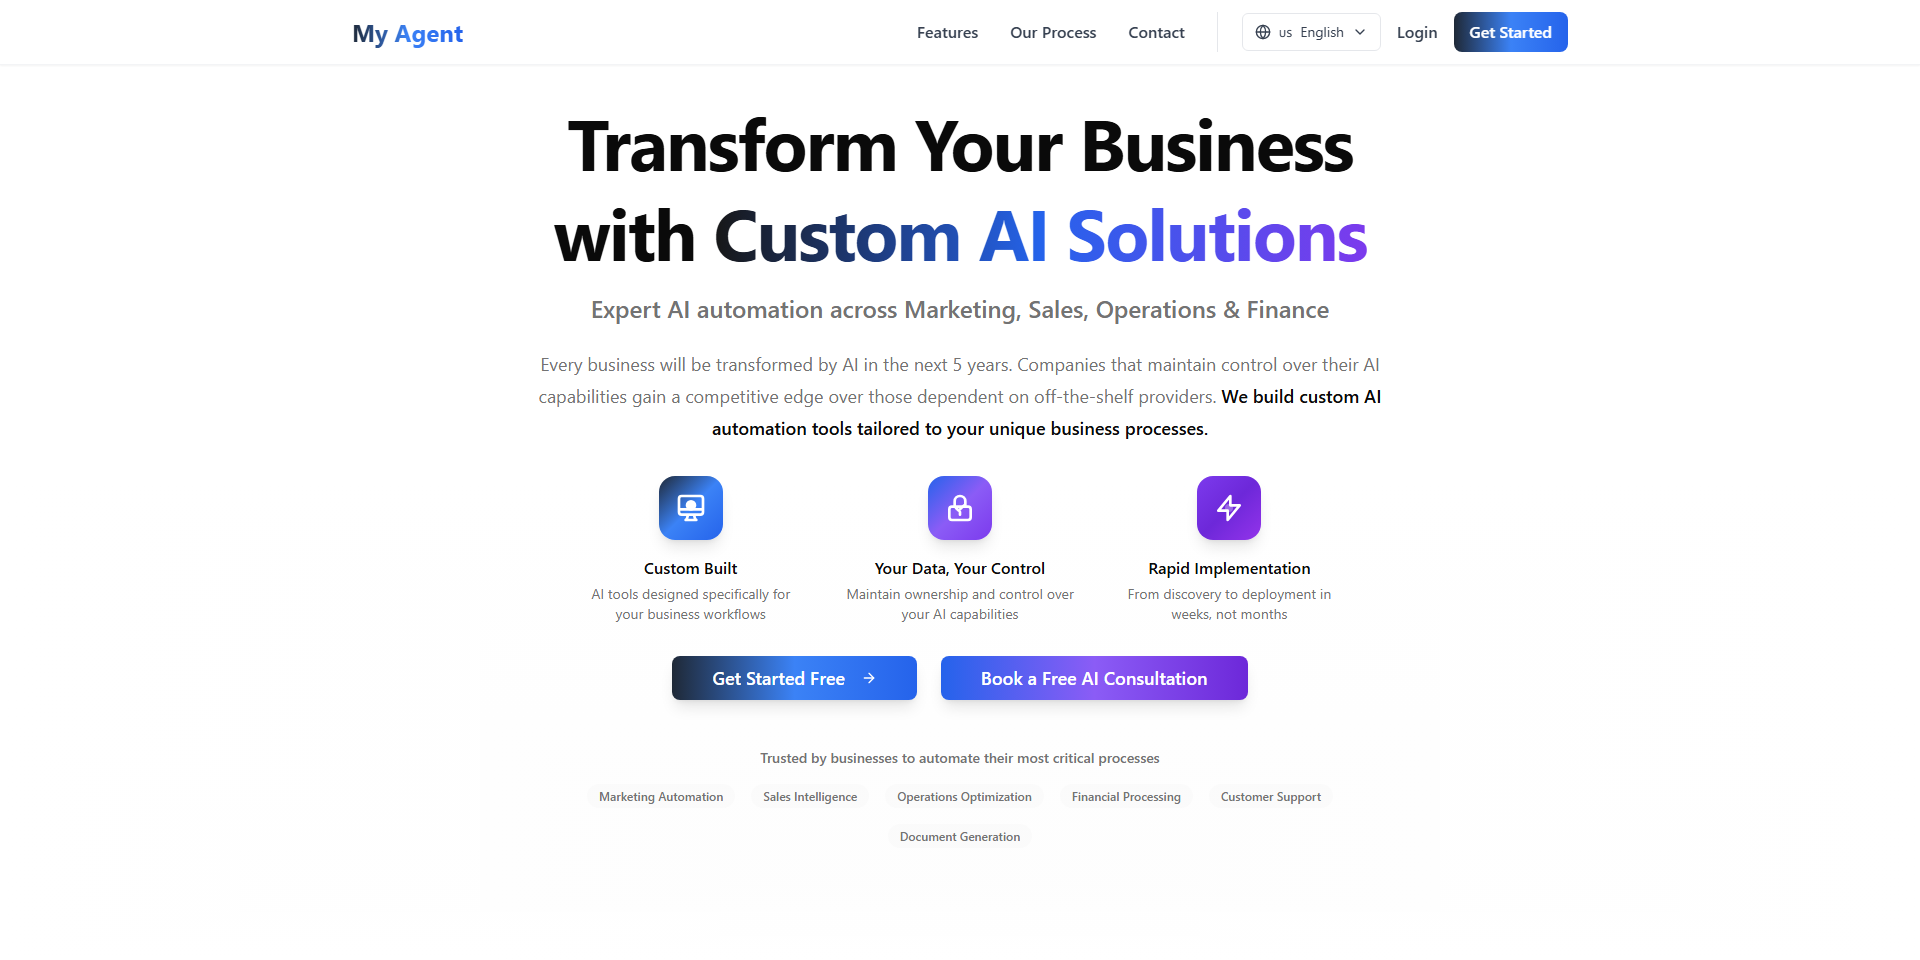 My Agent
Features
Our Process
Contact
us English
Login
Get Started
Transform Your Business
with Custom AI Solutions
Expert AI automation across Marketing, Sales, Operations & Finance
Every business will be transformed by AI in the next 5 years. Companies that maintain control over their AI
capabilities gain a competitive edge over those dependent on off-the-shelf providers. We build custom AI
automation tools tailored to your unique business processes.
Custom Built
AI tools designed specifically for
your business workflows
Your Data, Your Control
Maintain ownership and control over
your AI capabilities
Rapid Implementation
From discovery to deployment in
weeks, not months
Get Started Free
Book a Free AI Consultation
Trusted by businesses to automate their most critical processes
Marketing Automation
Sales Intelligence
Operations Optimization
Financial Processing
Customer Support
Document Generation